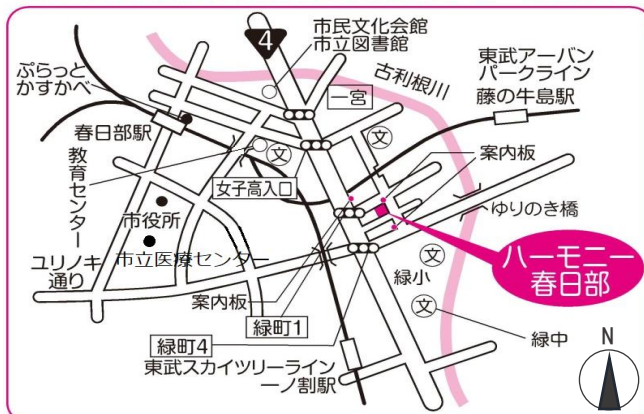 4
市民文化会館
市立図書館
ぷらっと
かすかべ
一宮
古利根川
東武アーバン
パークライン
藤の牛島駅
春日部駅
文
文
案内板
教育センター
女子高入口
市役所
ゆりのき橋
市立医療センター
ユリノキ
通り
ハーモニー
春日部
文
緑小
案内板
文
緑町1
緑町4
緑中
東武スカイツリーライン
一ノ割駅
N